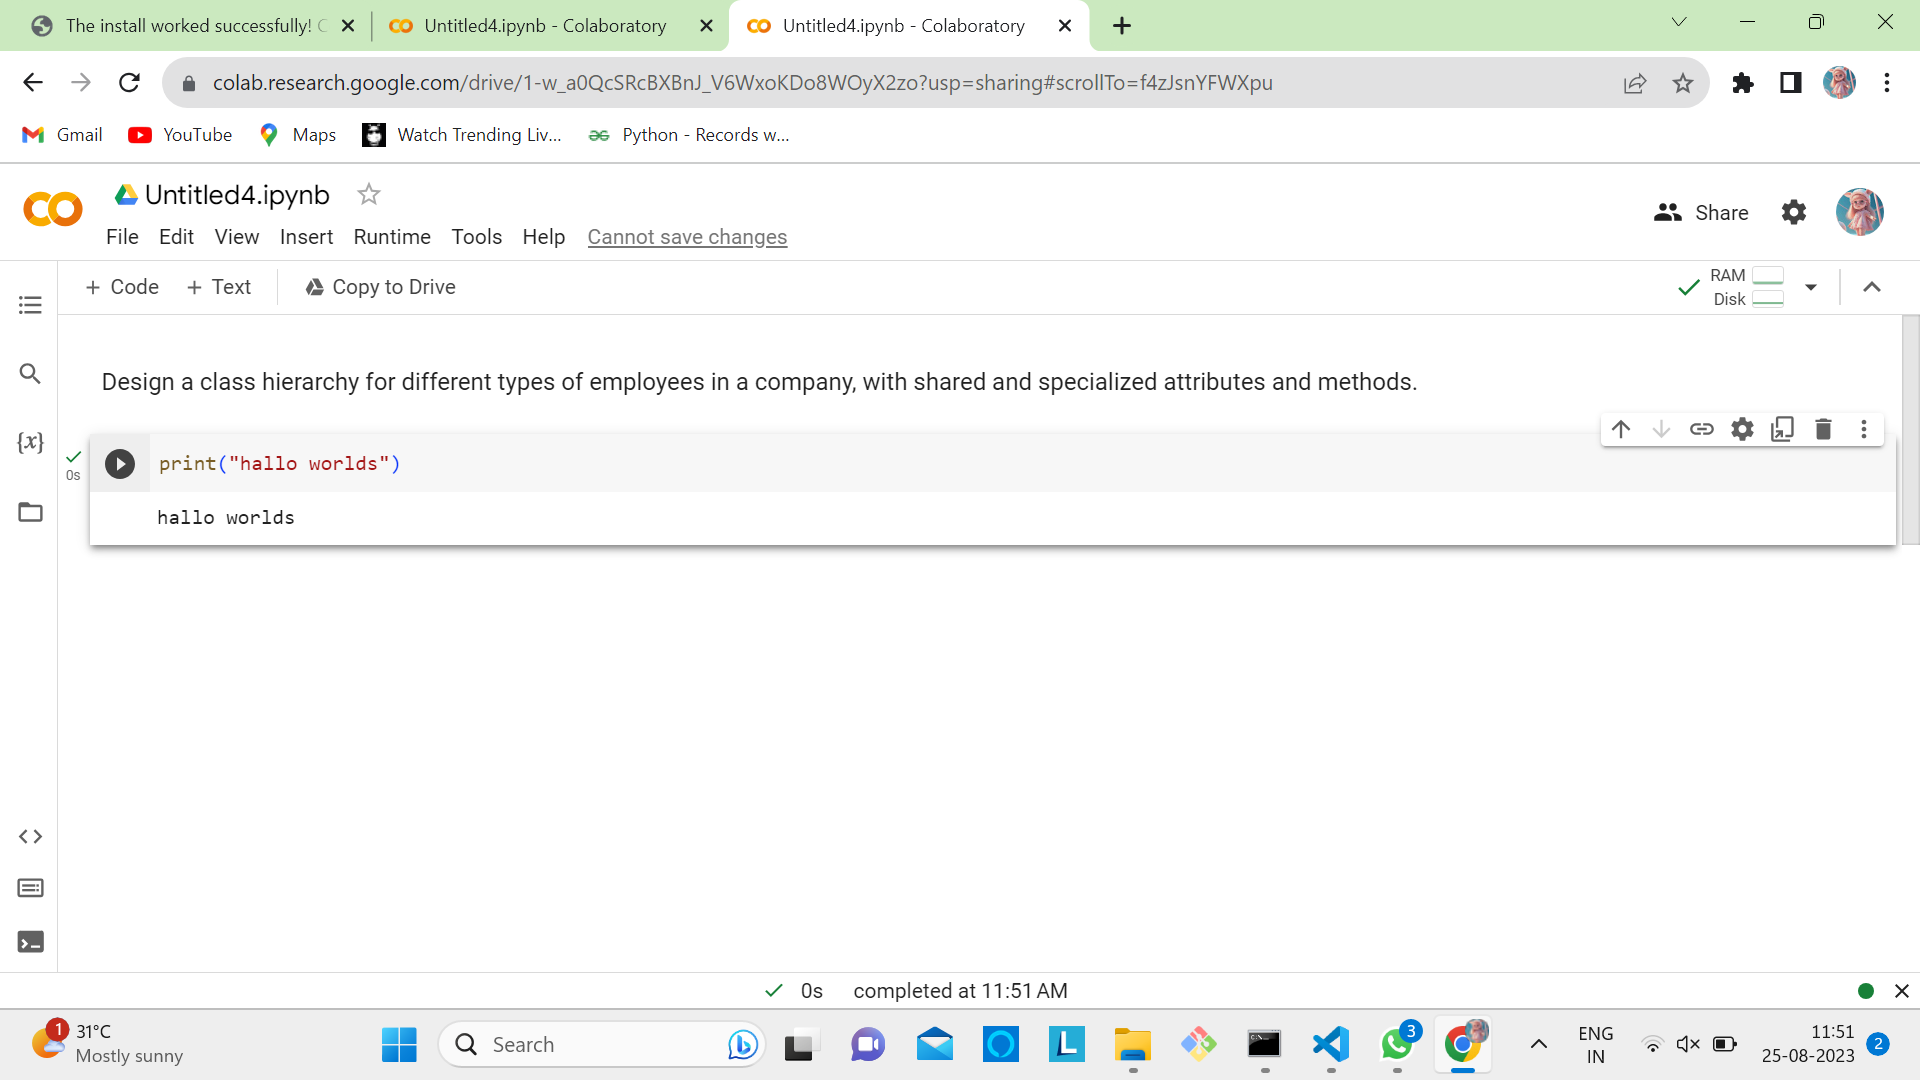 The install worked successfully! C
Untitled4.ipynb - Colaboratory
Untitled4.ipynb - Colaboratory
colab.research.google.com/drive/1-w_a0QcSRcBXBnJ_V6WxoKDo8WOyX2zo?usp=sharing#scrollTo=f4zJsnYFWXpu
Gmail YouTube Maps Watch Trending Liv... Python - Records w...
Untitled4.ipynb
Share
File Edit View Insert Runtime Tools Help Cannot save changes
+ Code + Text Copy to Drive
RAM
Disk
Design a class hierarchy for different types of employees in a company, with shared and specialized attributes and methods.
{x}
0s
print("hallo worlds")
hallo worlds
0s completed at 11:51 AM
1
31°C
Mostly sunny
Search
L
3
ENG
IN
11:51
25-08-2023
2